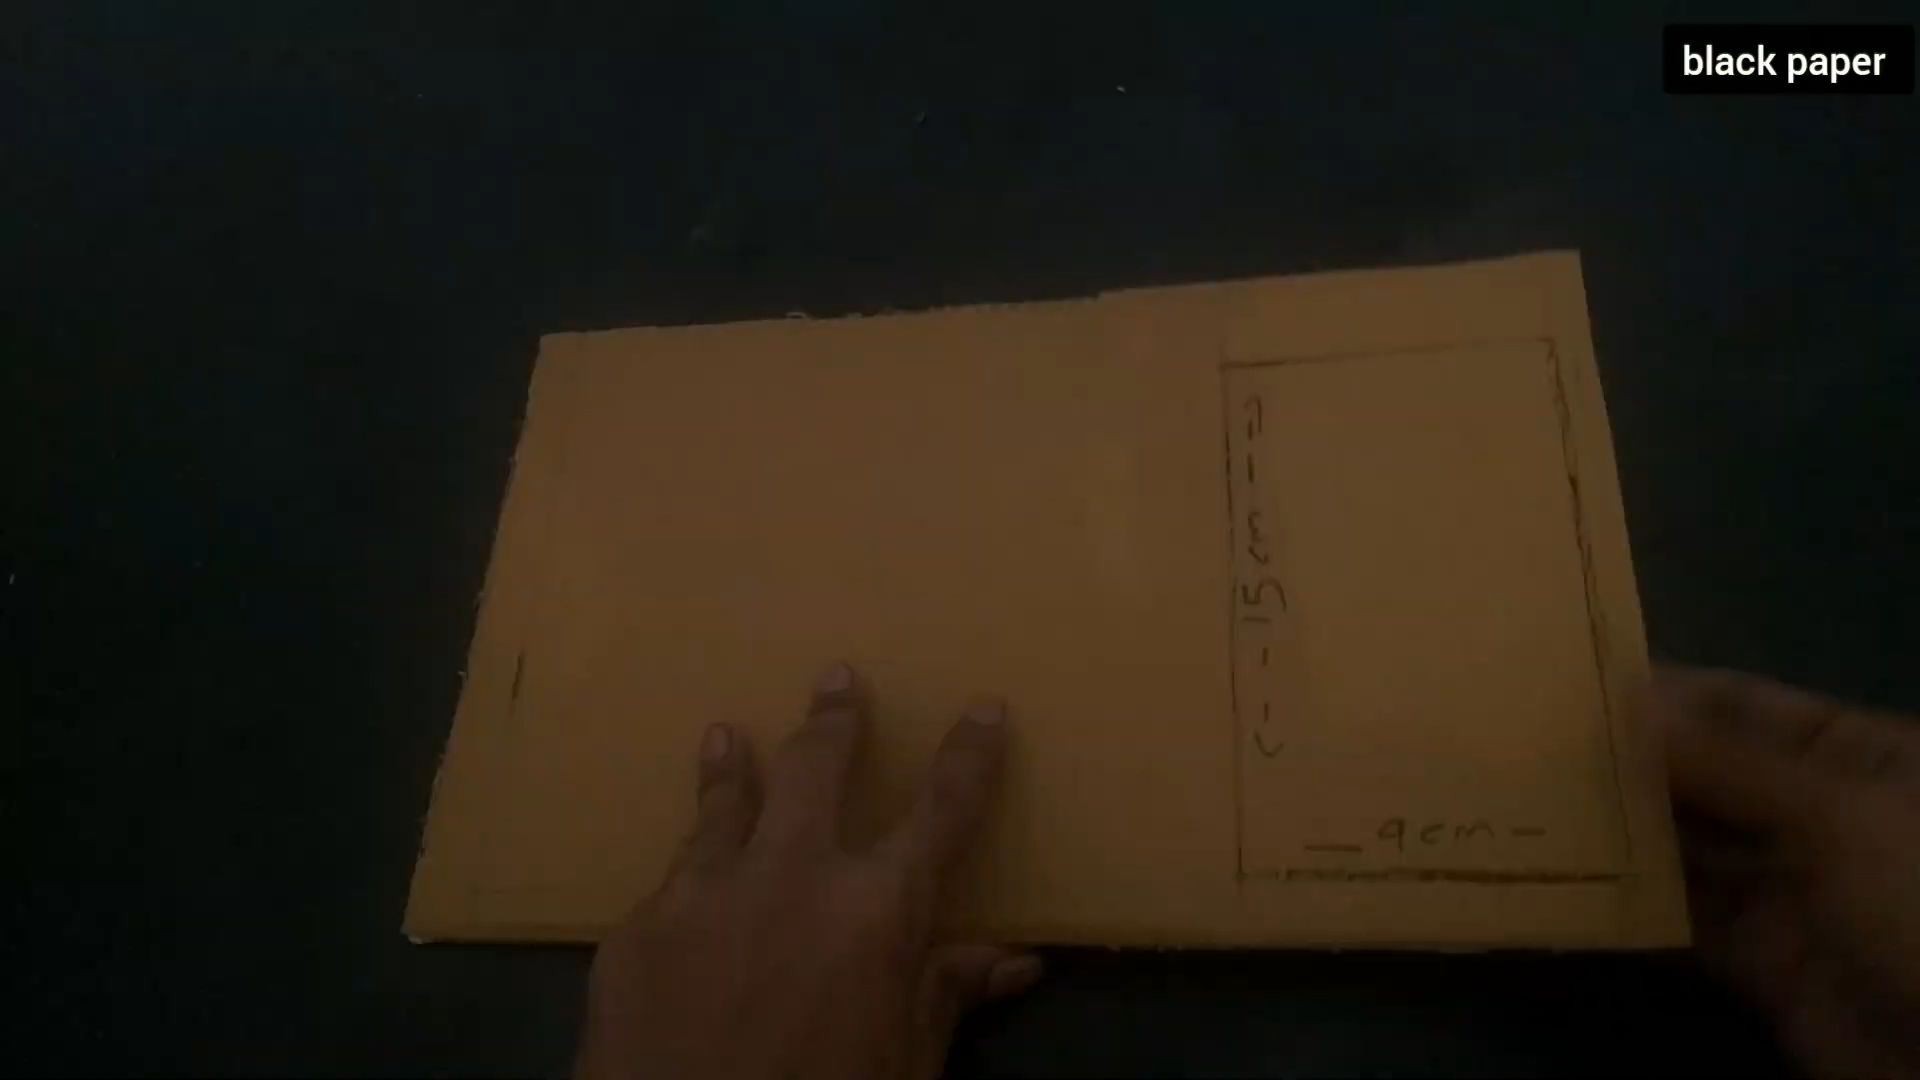 black paper
<-- 15cm -->
— 9cm -